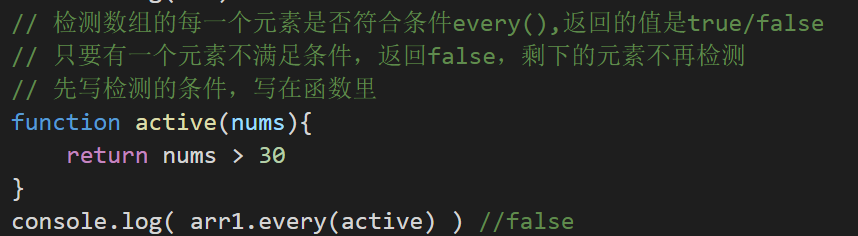 // 检测数组的每一个元素是否符合条件every(),返回的值是true/false
// 只要有一个元素不满足条件，返回false，剩下的元素不再检测
// 先写检测的条件，写在函数里
function active(nums){
    return nums > 30
}
console.log( arr1.every(active) ) //false